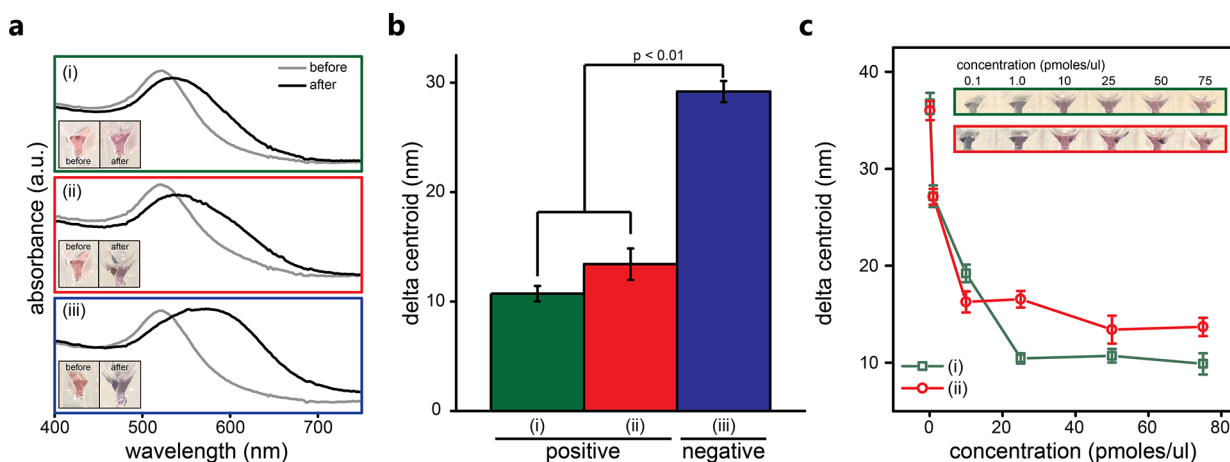 a
absorbance (a.u.)
(i)
before
after
before
after
(ii)
before
after
(iii)
before
after
400
500
600
700
wavelength (nm)
b
delta centroid (nm)
30
20
10
0
p < 0.01
(i)
(ii)
(iii)
positive
negative
c
delta centroid (nm)
40
30
20
10
concentration (pmoles/ul)
0.1 1.0 10 25 50 75
(i)
(ii)
0
20
40
60
80
concentration (pmoles/ul)